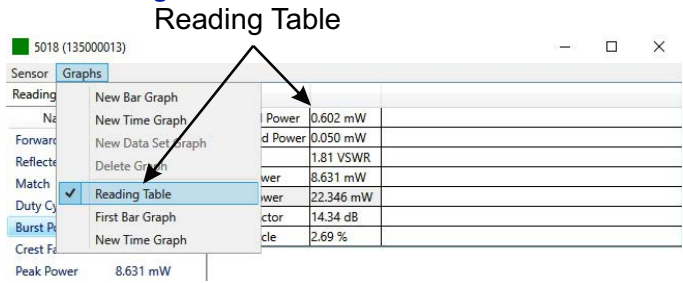 Reading Table
5018 (135000013)
Sensor Graphs
Reading
New Bar Graph
Na
New Time Graph
Power 0.602 mW
Forward
New Data Set Graph
d Power 0.050 mW
Reflecte
Delete Graph
1.81 VSWR
Match
wer 8.631 mW
Duty Cy
Reading Table
ower 22.346 mW
Burst Po
First Bar Graph
ctor 14.34 dB
Crest Fa
New Time Graph
cle 2.69 %
Peak Power 8.631 mW